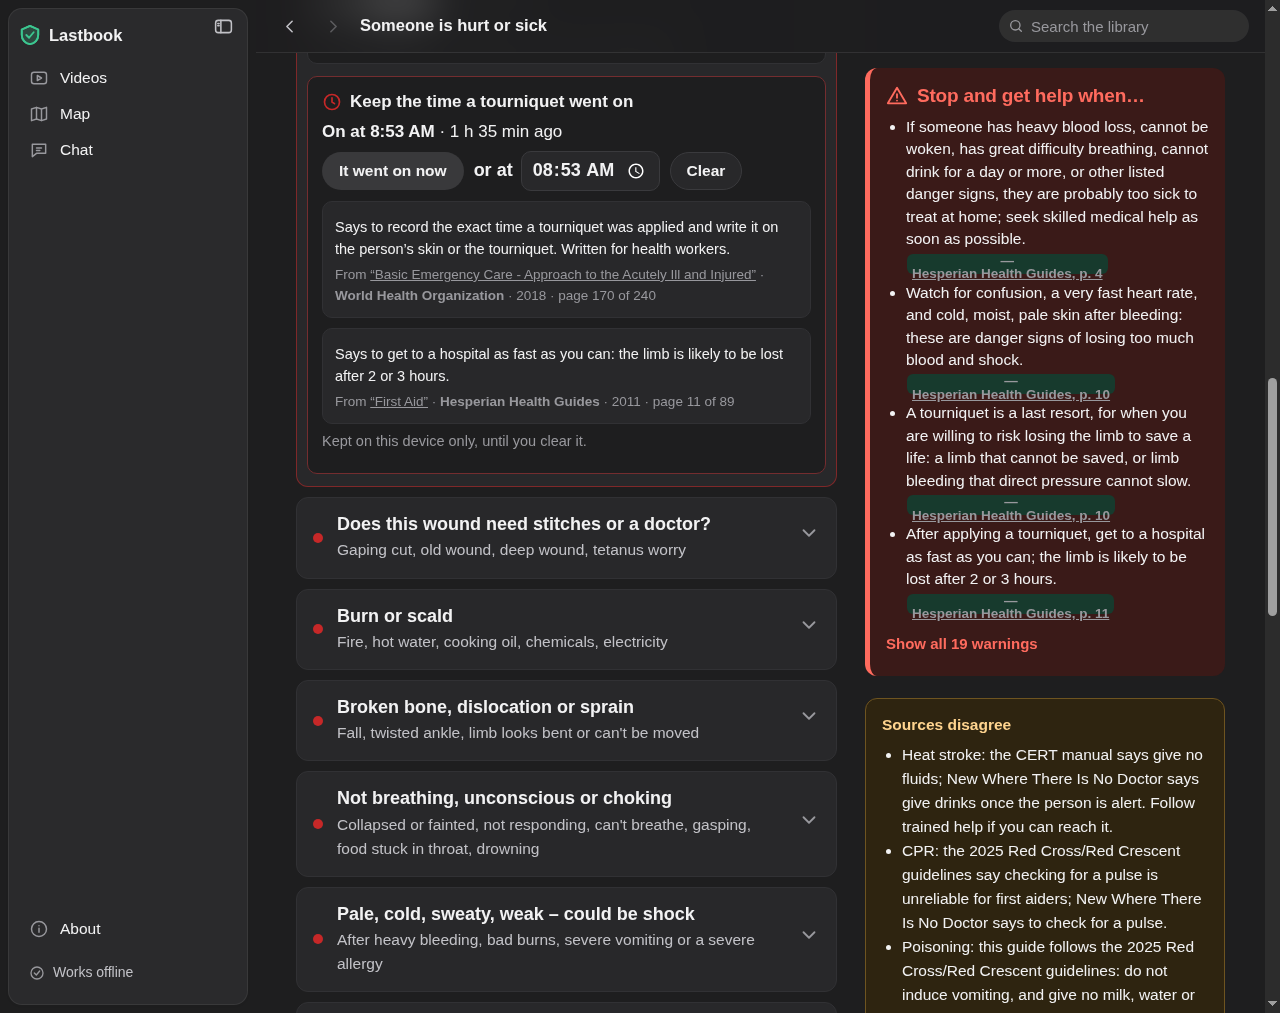 Lastbook
Videos
Map
Chat
About
Works offline
Someone is hurt or sick
Search the library
Keep the time a tourniquet went on
On at 8:53 AM · 1 h 35 min ago
It went on now
or at
08:53 AM
Clear
Says to record the exact time a tourniquet was applied and write it on
the person’s skin or the tourniquet. Written for health workers.
From “Basic Emergency Care - Approach to the Acutely Ill and Injured” ·
World Health Organization · 2018 · page 170 of 240
Says to get to a hospital as fast as you can: the limb is likely to be lost
after 2 or 3 hours.
From “First Aid” · Hesperian Health Guides · 2011 · page 11 of 89
Kept on this device only, until you clear it.
Does this wound need stitches or a doctor?
Gaping cut, old wound, deep wound, tetanus worry
Burn or scald
Fire, hot water, cooking oil, chemicals, electricity
Broken bone, dislocation or sprain
Fall, twisted ankle, limb looks bent or can't be moved
Not breathing, unconscious or choking
Collapsed or fainted, not responding, can't breathe, gasping,
food stuck in throat, drowning
Pale, cold, sweaty, weak – could be shock
After heavy bleeding, bad burns, severe vomiting or a severe
allergy
Stop and get help when…
If someone has heavy blood loss, cannot be
woken, has great difficulty breathing, cannot
drink for a day or more, or other listed
danger signs, they are probably too sick to
treat at home; seek skilled medical help as
soon as possible.
—
Hesperian Health Guides, p. 4
Watch for confusion, a very fast heart rate,
and cold, moist, pale skin after bleeding:
these are danger signs of losing too much
blood and shock.
—
Hesperian Health Guides, p. 10
A tourniquet is a last resort, for when you
are willing to risk losing the limb to save a
life: a limb that cannot be saved, or limb
bleeding that direct pressure cannot slow.
—
Hesperian Health Guides, p. 10
After applying a tourniquet, get to a hospital
as fast as you can; the limb is likely to be
lost after 2 or 3 hours.
—
Hesperian Health Guides, p. 11
Show all 19 warnings
Sources disagree
Heat stroke: the CERT manual says give no
fluids; New Where There Is No Doctor says
give drinks once the person is alert. Follow
trained help if you can reach it.
CPR: the 2025 Red Cross/Red Crescent
guidelines say checking for a pulse is
unreliable for first aiders; New Where There
Is No Doctor says to check for a pulse.
Poisoning: this guide follows the 2025 Red
Cross/Red Crescent guidelines: do not
induce vomiting, and give no milk, water or